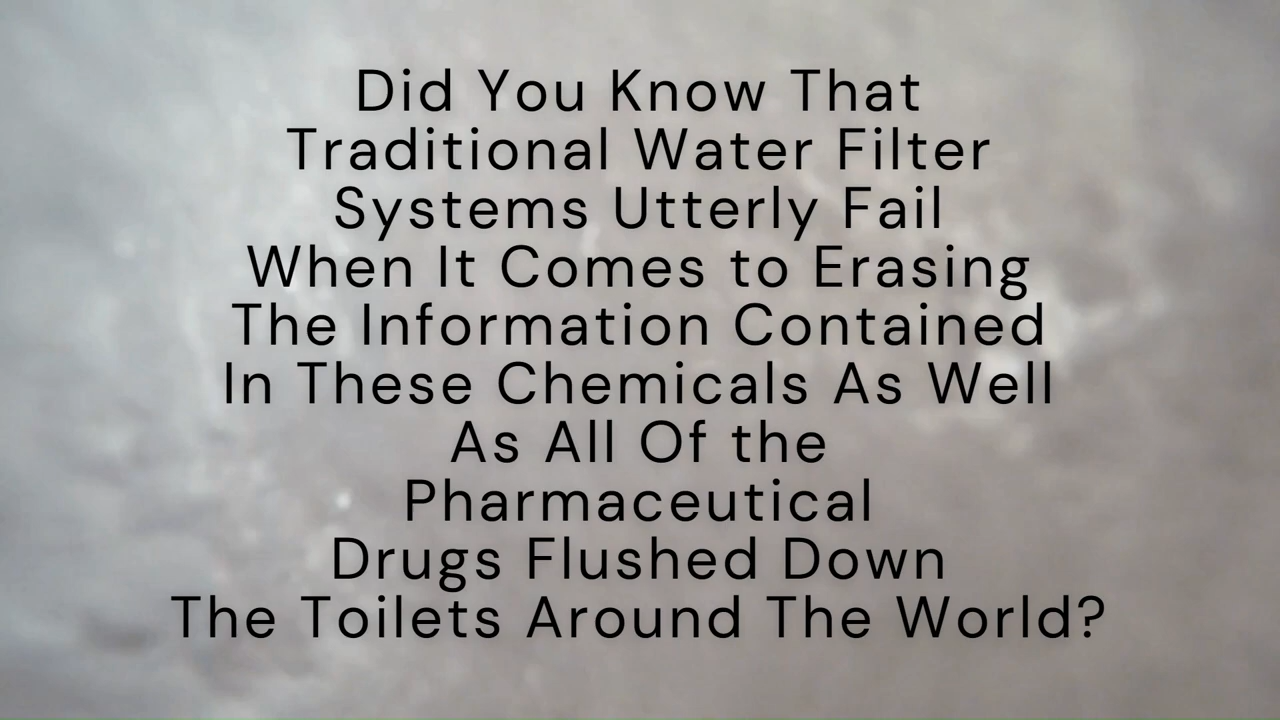 Did You Know That
Traditional Water Filter
Systems Utterly Fail
When It Comes to Erasing
The Information Contained
In These Chemicals As Well
As All Of the
Pharmaceutical
Drugs Flushed Down
The Toilets Around The World?